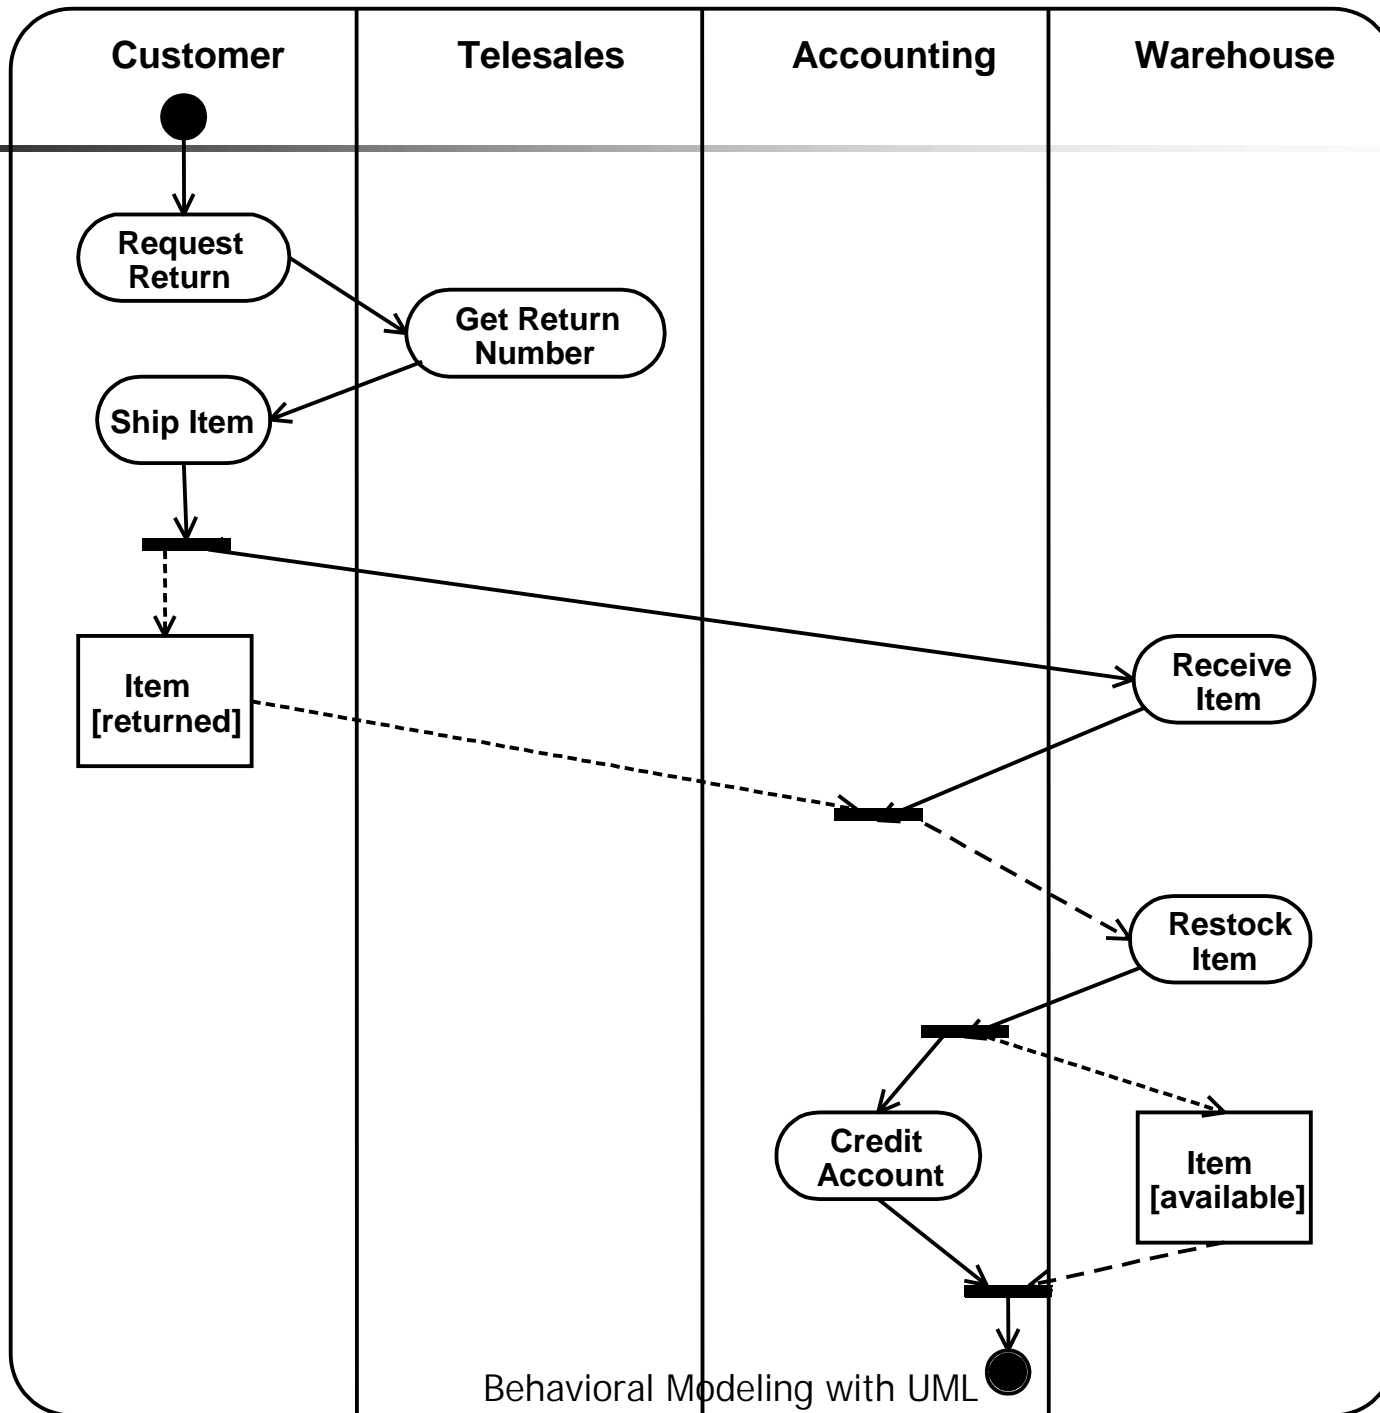 Customer
Telesales
Accounting
Warehouse
Request
Return
Get Return
Number
Ship Item
Item
[returned]
Receive
Item
Restock
Item
Credit
Account
Item
[available]
Behavioral Modeling with UML